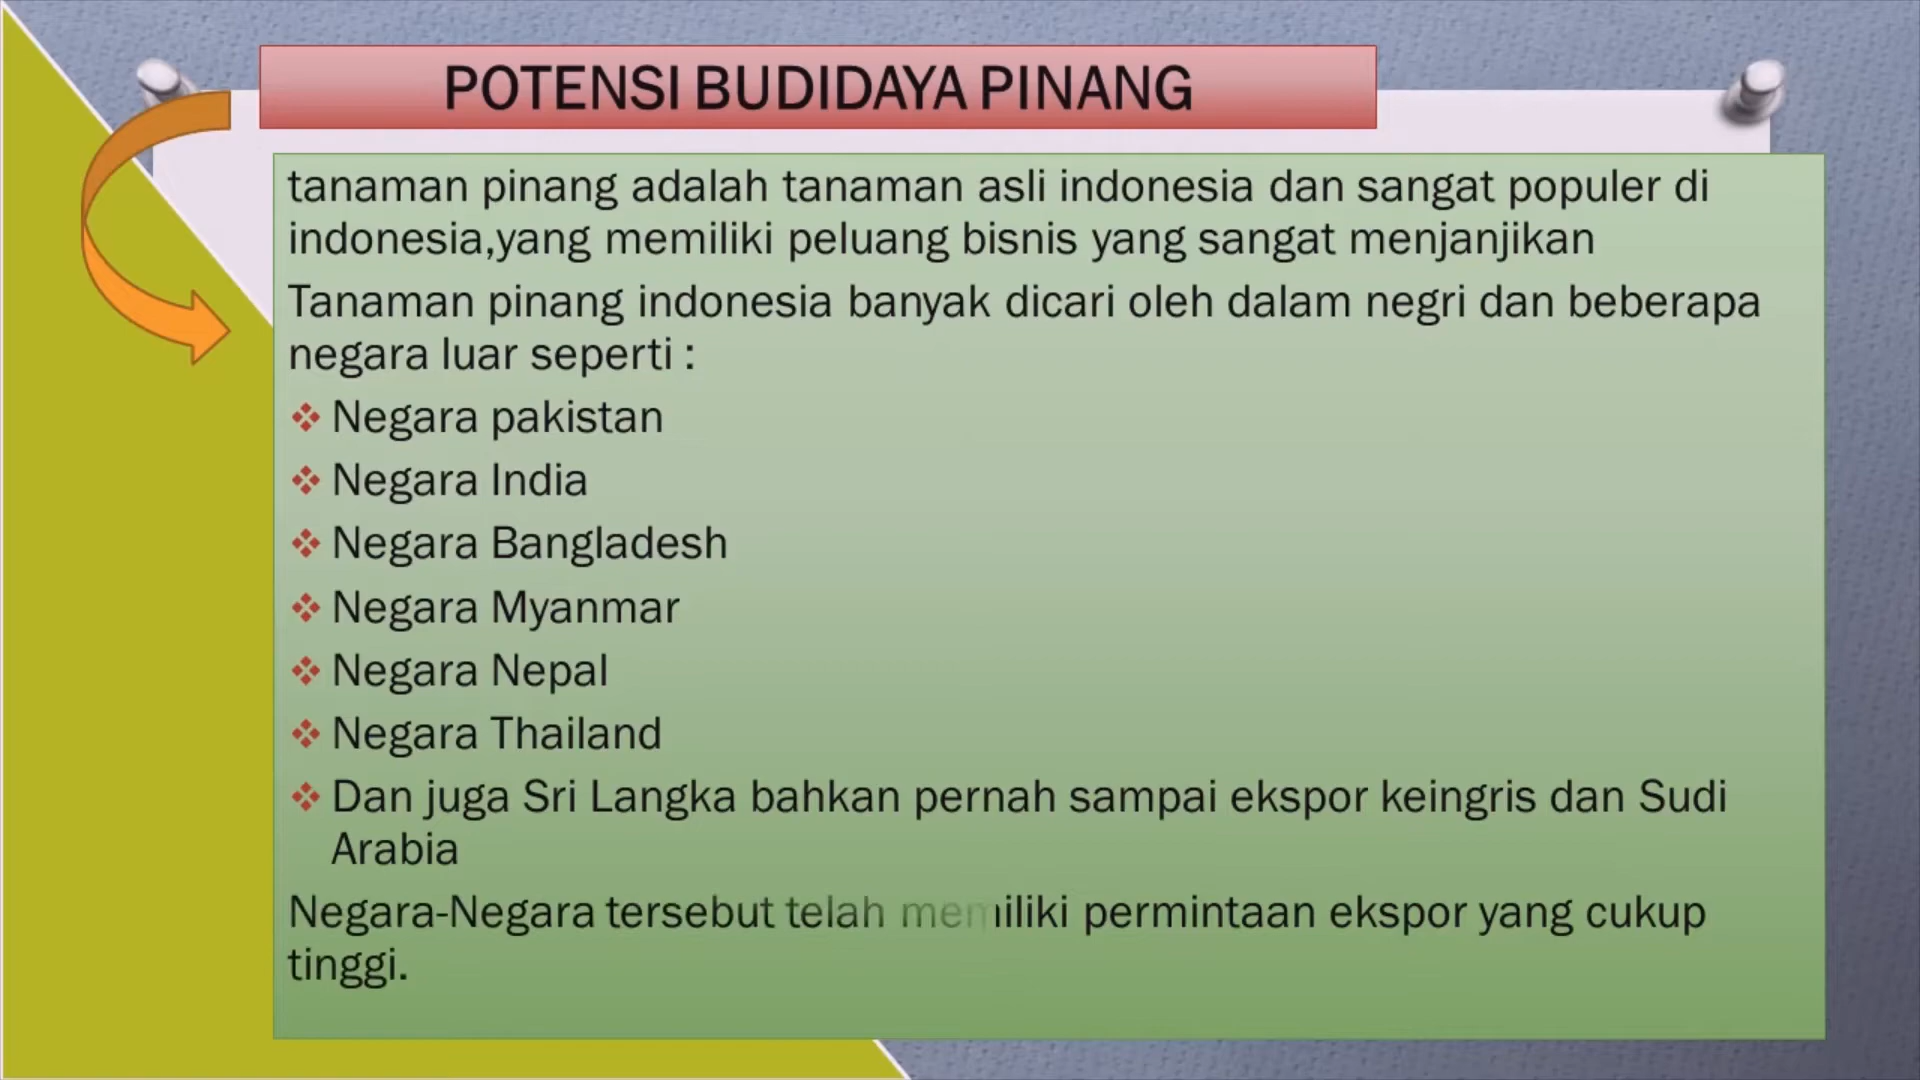 POTENSI BUDIDAYA PINANG
tanaman pinang adalah tanaman asli indonesia dan sangat populer di
indonesia,yang memiliki peluang bisnis yang sangat menjanjikan
Tanaman pinang indonesia banyak dicari oleh dalam negri dan beberapa
negara luar seperti :
❖ Negara pakistan
❖ Negara India
❖ Negara Bangladesh
❖ Negara Myanmar
❖ Negara Nepal
❖ Negara Thailand
❖ Dan juga Sri Langka bahkan pernah sampai ekspor keingris dan Sudi
Arabia
Negara-Negara tersebut telah memiliki permintaan ekspor yang cukup
tinggi.